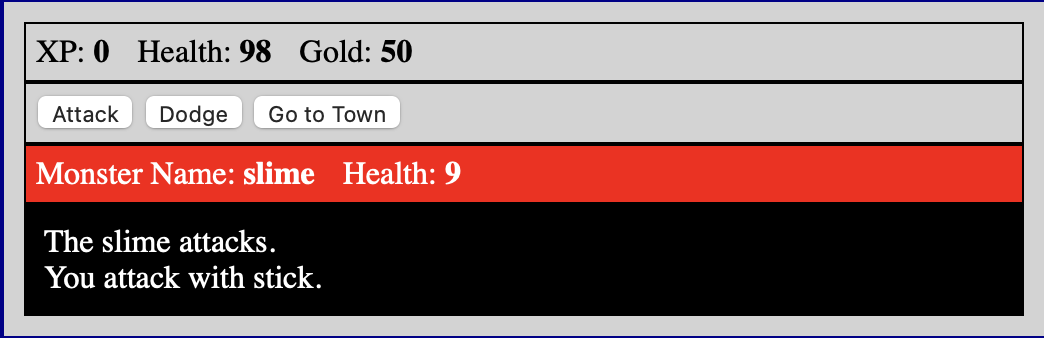 XP: 0 Health: 98 Gold: 50
Attack Dodge Go to Town
Monster Name: slime Health: 9
The slime attacks.
You attack with stick.